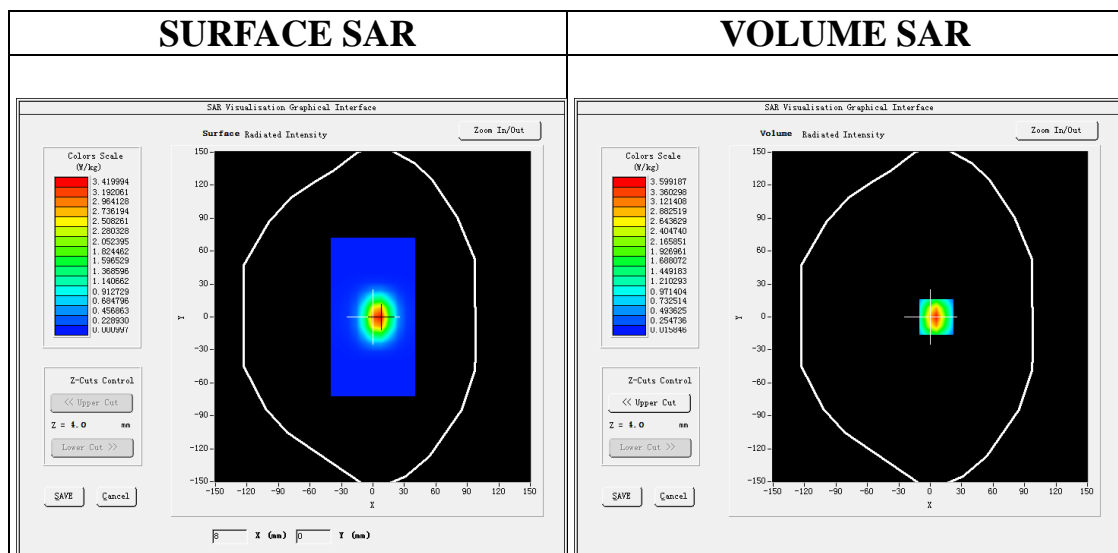 SURFACE SAR
VOLUME SAR
SAR Visualisation Graphical Interface
Surface Radiated Intensity
Zoom In/Out
Colors Scale
(W/kg)
3.419994
3.192061
2.964128
2.736194
2.508261
2.280328
2.052395
1.824462
1.596529
1.368596
1.140662
0.912729
0.684796
0.456863
0.228930
0.000997
150
120
90
60
30
0
-30
-60
-90
-120
-150
Y
-150 -120 -90 -60 -30 0 30 60 90 120 150
X
Z-Cuts Control
<< Upper Cut
Z = 4.0 mm
Lower Cut >>
SAVE Cancel
8 X (mm) 0 Y (mm)
SAR Visualisation Graphical Interface
Volume Radiated Intensity
Zoom In/Out
Colors Scale
(W/kg)
3.599187
3.360298
3.121408
2.882519
2.643629
2.404740
2.165851
1.926961
1.688072
1.449183
1.210293
0.971404
0.732514
0.493625
0.254736
0.015846
150
120
90
60
30
0
-30
-60
-90
-120
-150
Y
-150 -120 -90 -60 -30 0 30 60 90 120 150
X
Z-Cuts Control
<< Upper Cut
Z = 4.0 mm
Lower Cut >>
SAVE Cancel